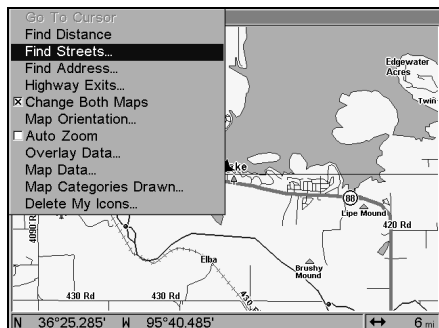 Go To Cursor
Find Distance
Find Streets...
Find Address...
Highway Exits...
Change Both Maps
Map Orientation...
Auto Zoom
Overlay Data...
Map Data...
Map Categories Drawn...
Delete My Icons...
Edgewater
Acres
Twin
ke
88
Lipe Mound
420 Rd
4090 R
Elba
Brushy
Mound
430 Rd
430 Rd
430
N 36°25.285' W 95°40.485' ↔ 6 mi